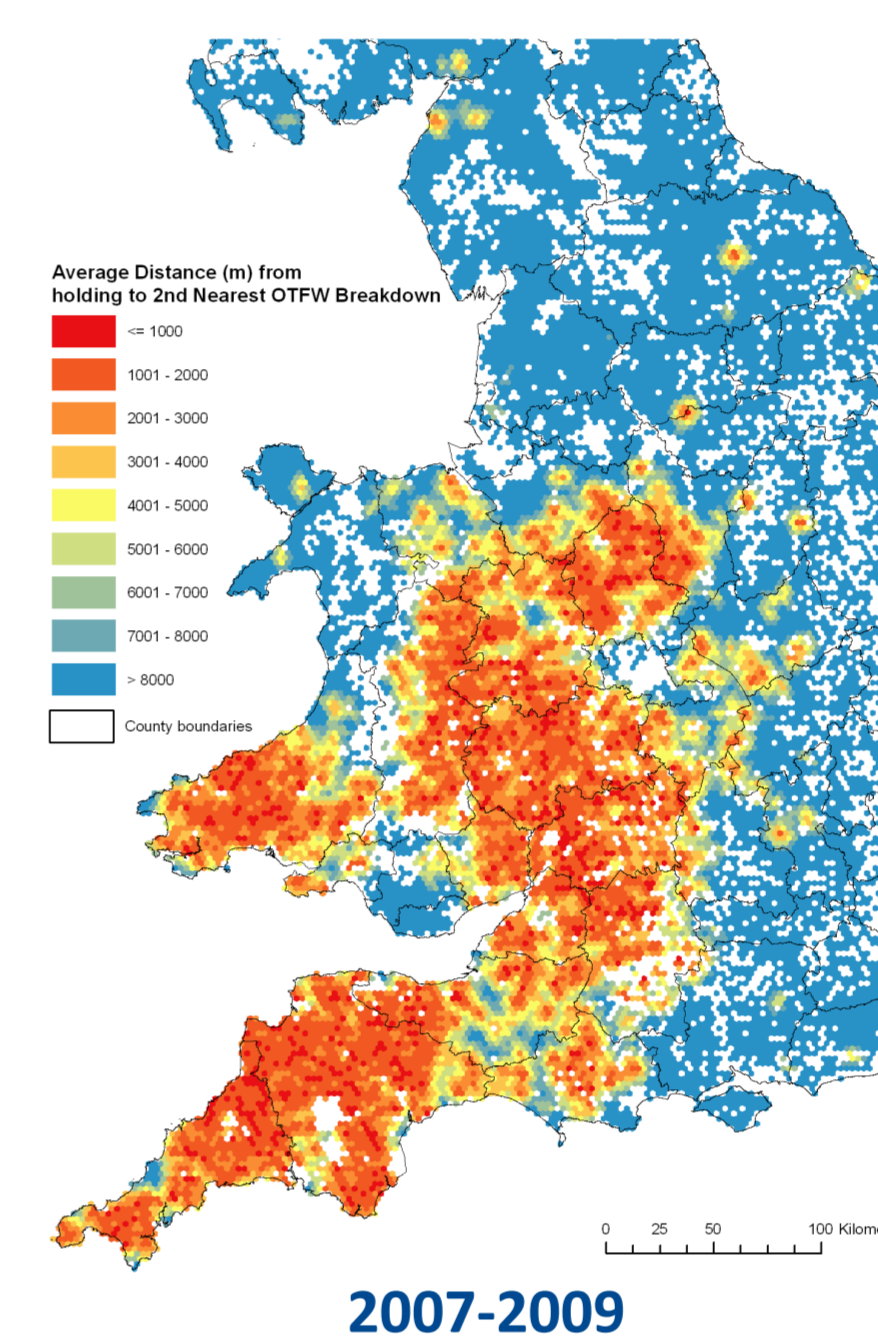 Average Distance (m) from
holding to 2nd Nearest OTFW Breakdown
<= 1000
1001 - 2000
2001 - 3000
3001 - 4000
4001 - 5000
5001 - 6000
6001 - 7000
7001 - 8000
> 8000
County boundaries
0 25 50 100 Kilome
2007-2009